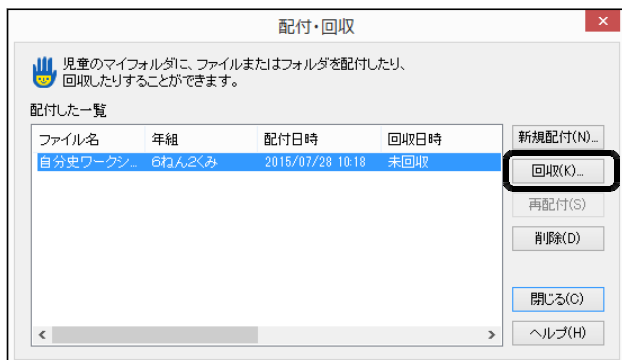 配付・回収
児童のマイフォルダに、ファイルまたはフォルダを配付したり、
回収したりすることができます。
配付した一覧
ファイル名 年組 配付日時 回収日時
自分史ワークシ... 6ねん2くみ 2015/07/28 10:18 未回収
新規配付(N)...
回収(K)...
再配付(S)
削除(D)
閉じる(C)
ヘルプ(H)